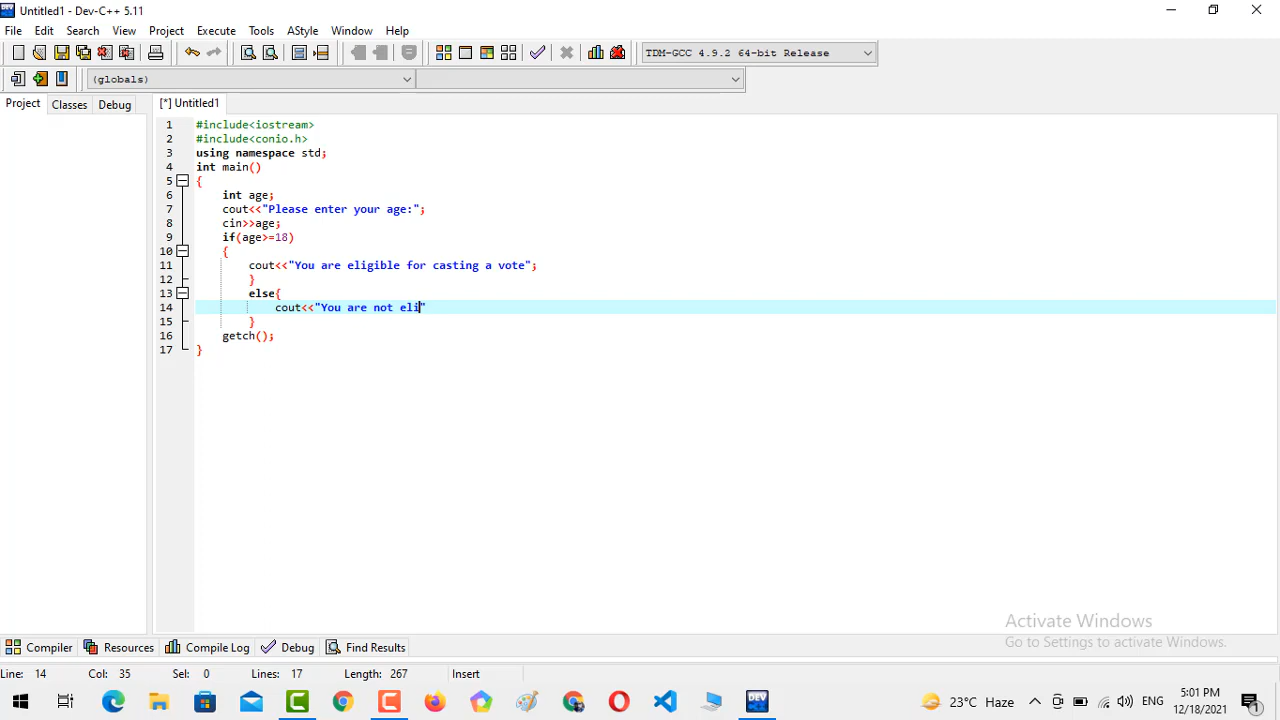 Untitled1 - Dev-C++ 5.11
File Edit Search View Project Execute Tools AStyle Window Help
TDM-GCC 4.9.2 64-bit Release
(globals)
Project Classes Debug [*] Untitled1
1 #include<iostream>
2 #include<conio.h>
3 using namespace std;
4 int main()
5 {
6 int age;
7 cout<<"Please enter your age:";
8 cin>>age;
9 if(age>=18)
10 {
11 cout<<"You are eligible for casting a vote";
12 }
13 else{
14 cout<<"You are not eli"
15 }
16 getch();
17 }
Activate Windows
Go to Settings to activate Windows.
Compiler Resources Compile Log Debug Find Results
Line: 14 Col: 35 Sel: 0 Lines: 17 Length: 267 Insert
DEV
23°C Haze ENG 5:01 PM
12/18/2021 1